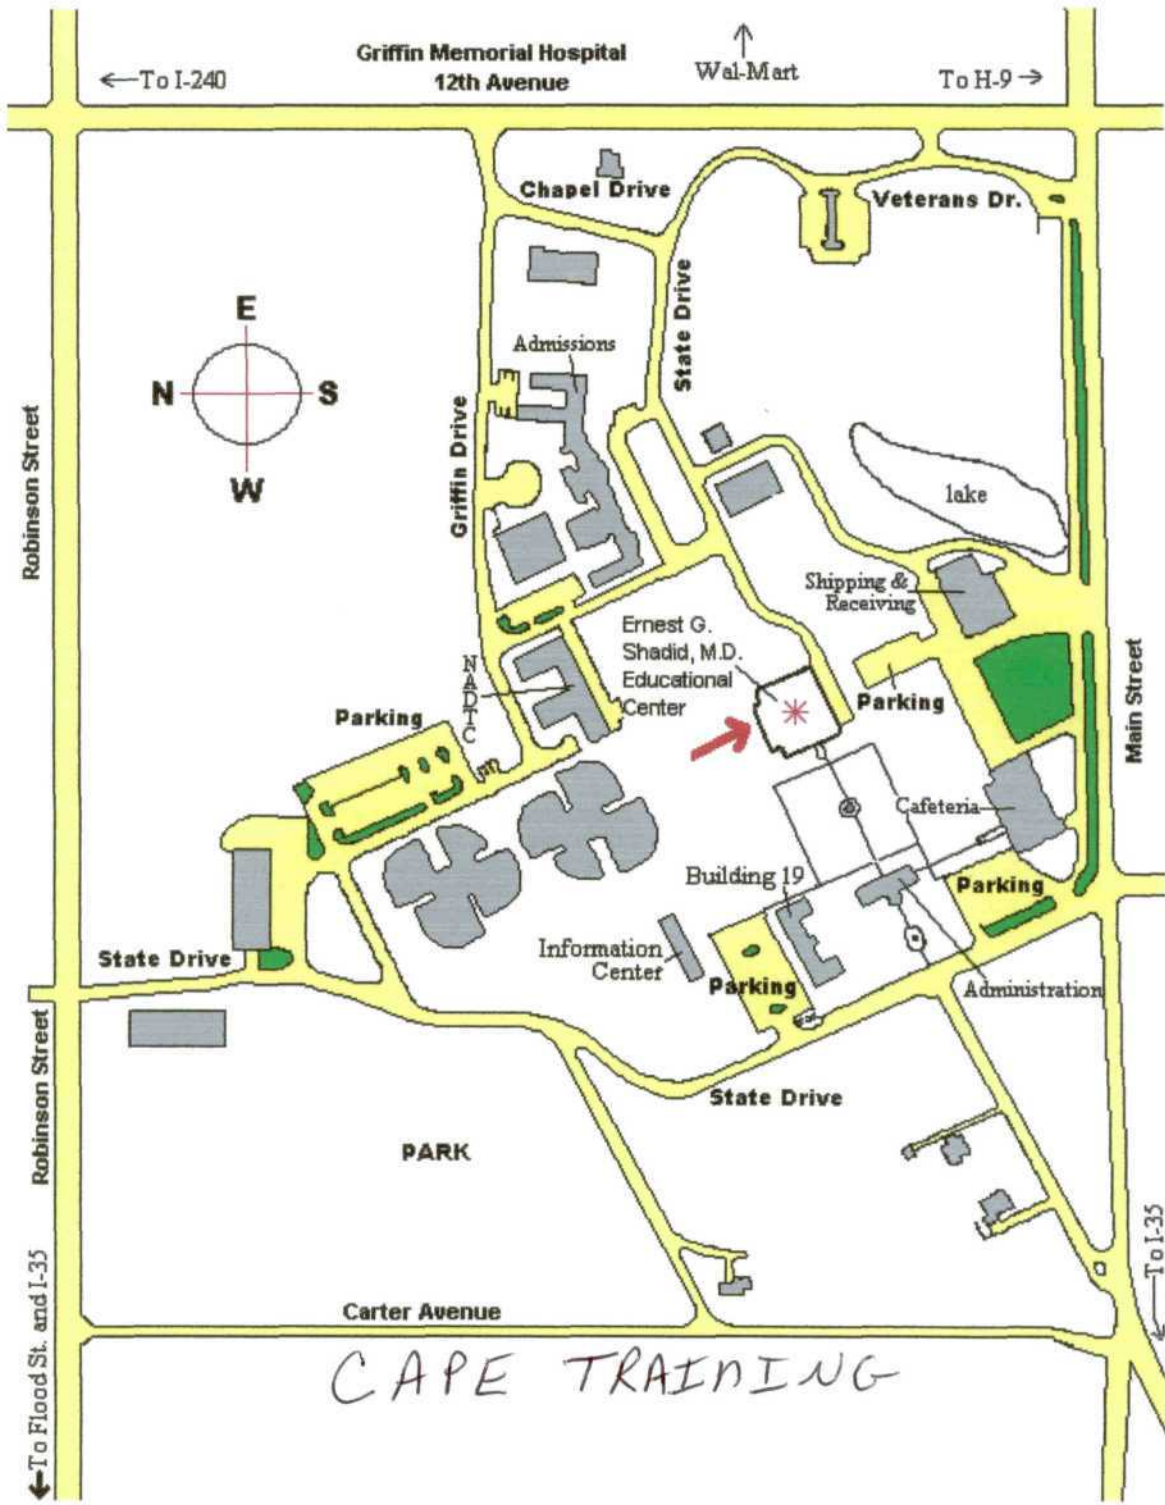 Griffin Memorial Hospital
12th Avenue
←To I-240
Wal-Mart
To H-9→
Chapel Drive
Veterans Dr.
State Drive
E
N
S
W
Admissions
Robinson Street
Griffin Drive
lake
Shipping &
Receiving
Ernest G.
Shadid, M.D.
Educational
Center
NADTC
Parking
Parking
Main Street
Cafeteria
Building 19
Parking
Information
Center
State Drive
Parking
Administration
Robinson Street
State Drive
PARK
To I-35→
←To Flood St. and I-35
Carter Avenue
CAPE TRAINING